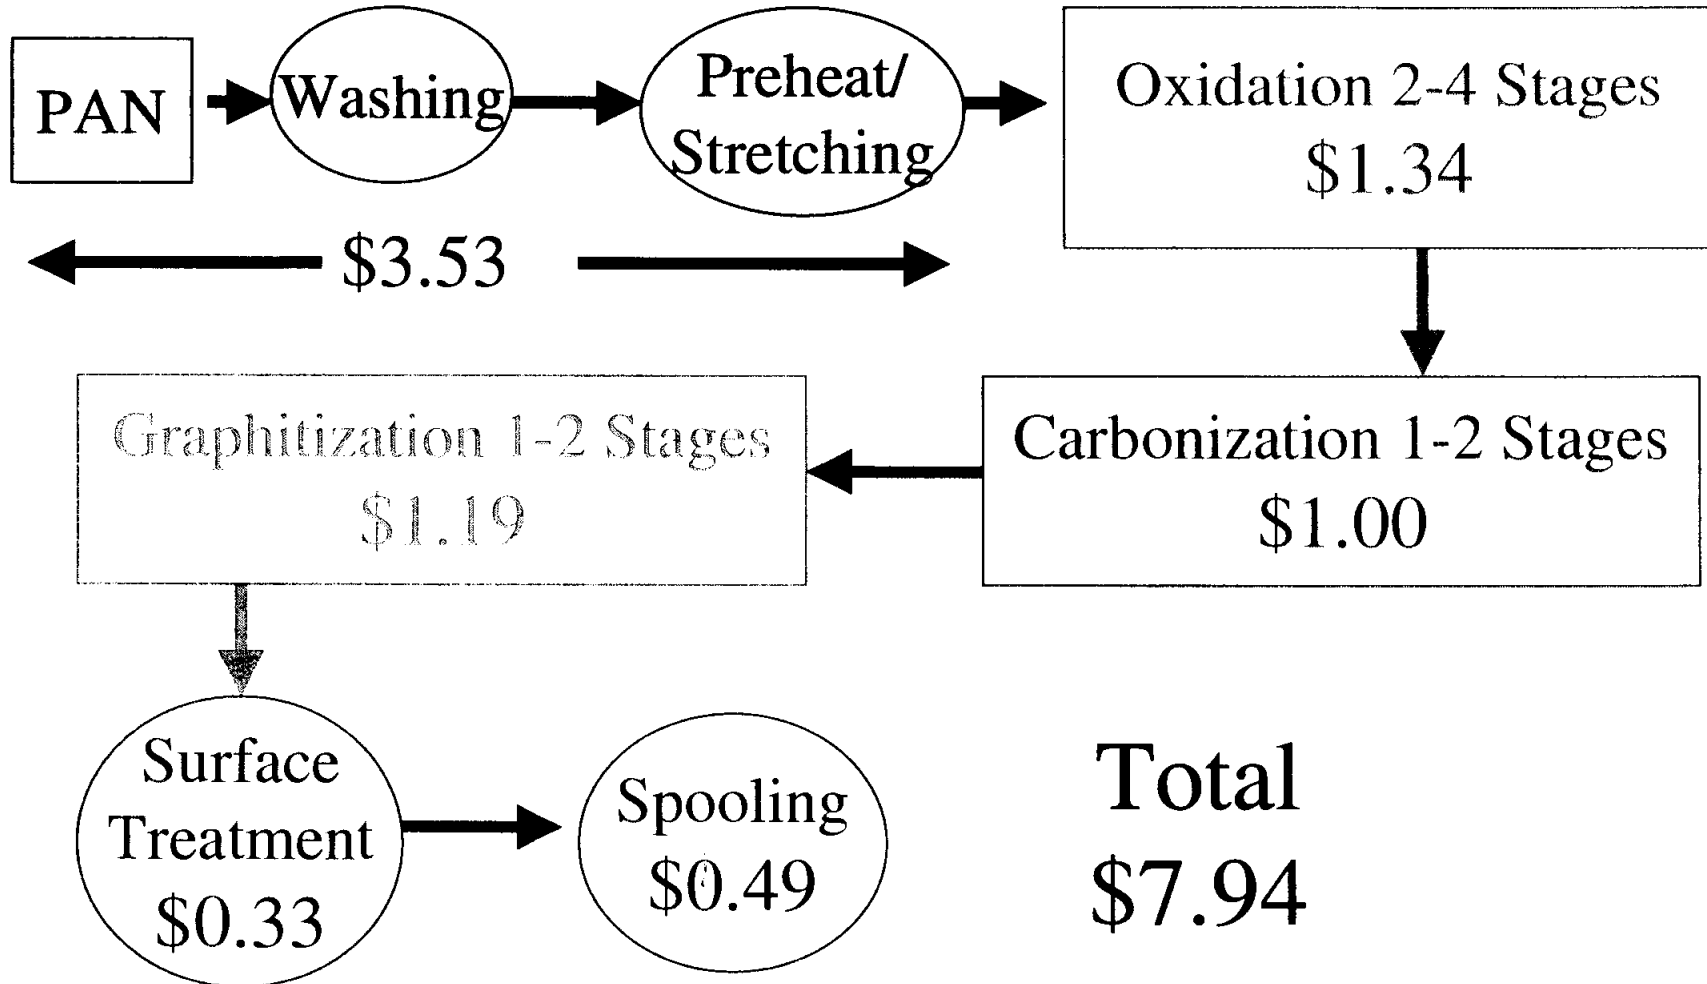 PAN
Washing
Preheat/
Stretching
Oxidation 2-4 Stages
$1.34
$3.53
Graphitization 1-2 Stages
$1.19
Carbonization 1-2 Stages
$1.00
Surface
Treatment
$0.33
Spooling
$0.49
Total
$7.94